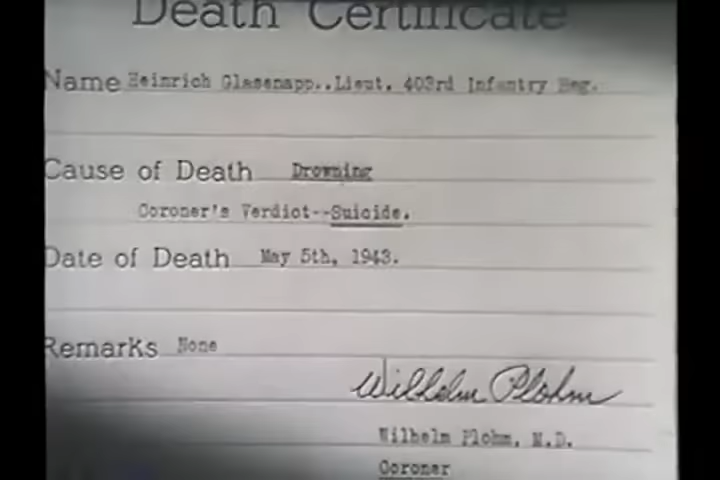 Death Certificate
Name Heinrich Glasenapp..Lieut. 403rd Infantry Reg.
Cause of Death Drowning
Coroner's Verdict--Suicide.
Date of Death May 5th, 1943.
Remarks None
Wilhelm Plohm
Wilhelm Plohm, M.D.
Coroner